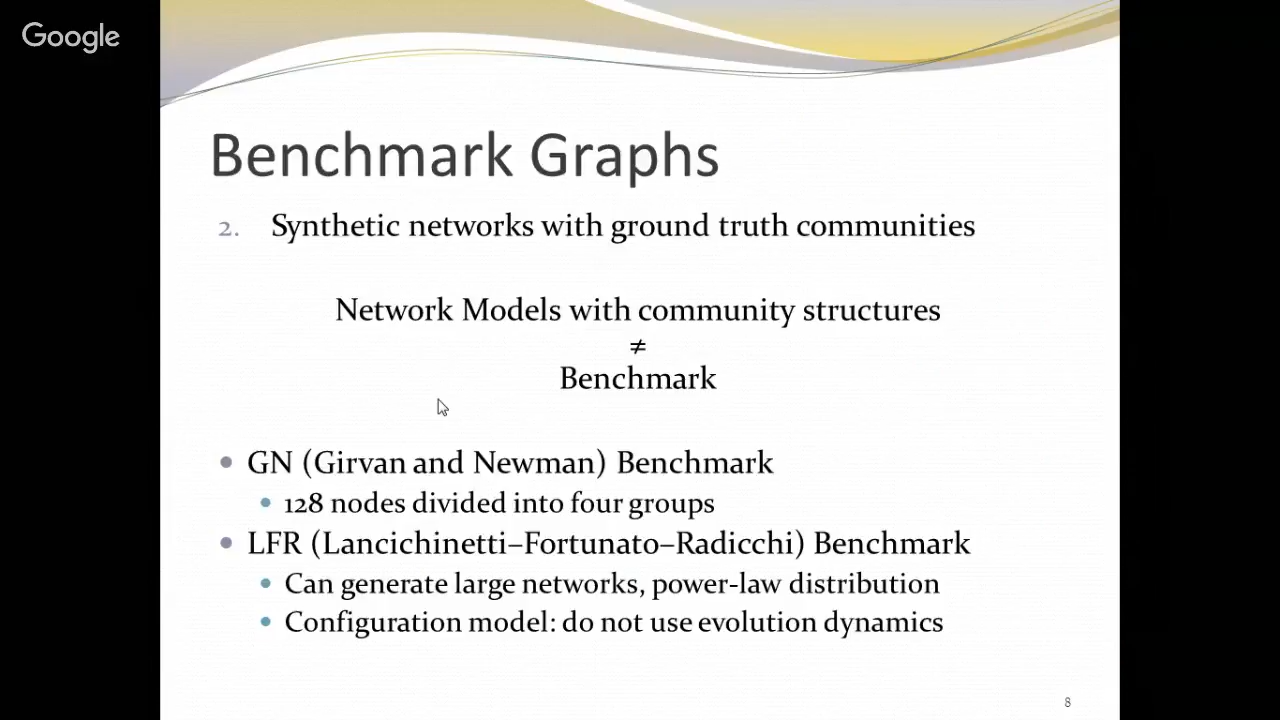 Google
Benchmark Graphs
2. Synthetic networks with ground truth communities
Network Models with community structures
≠
Benchmark
• GN (Girvan and Newman) Benchmark
• 128 nodes divided into four groups
• LFR (Lancichinetti–Fortunato–Radicchi) Benchmark
• Can generate large networks, power-law distribution
• Configuration model: do not use evolution dynamics
8